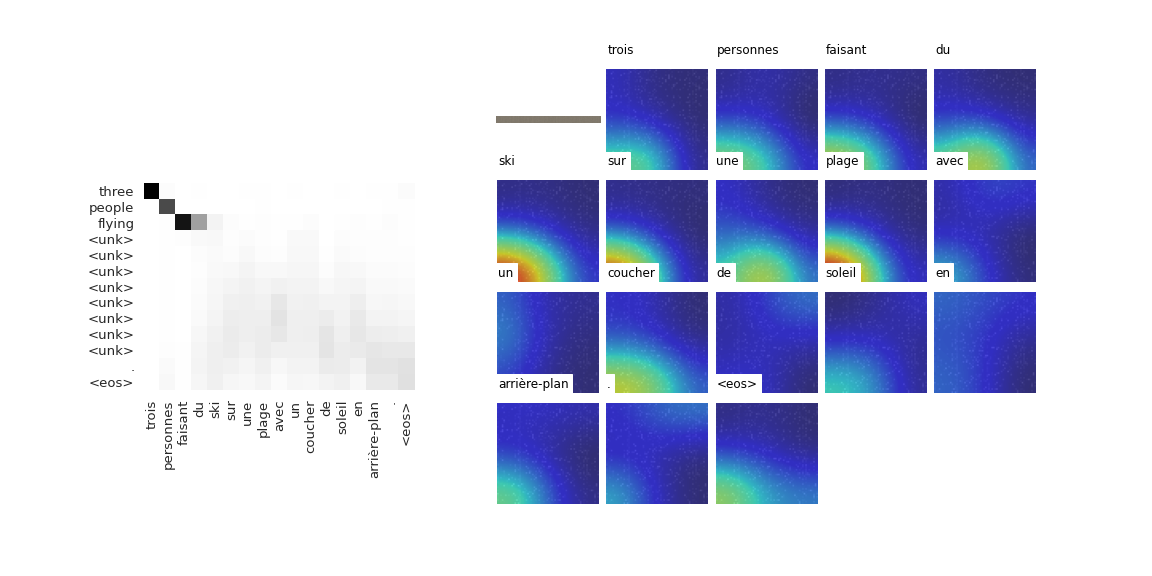 three
people
flying
<unk>
<unk>
<unk>
<unk>
<unk>
<unk>
<unk>
<unk>
.
<eos>
trois
personnes
faisant
du
ski
sur
une
plage
avec
un
coucher
de
soleil
en
arrière-plan
.
<eos>
trois personnes faisant du
ski sur une plage avec
un coucher de soleil en
arrière-plan . <eos>